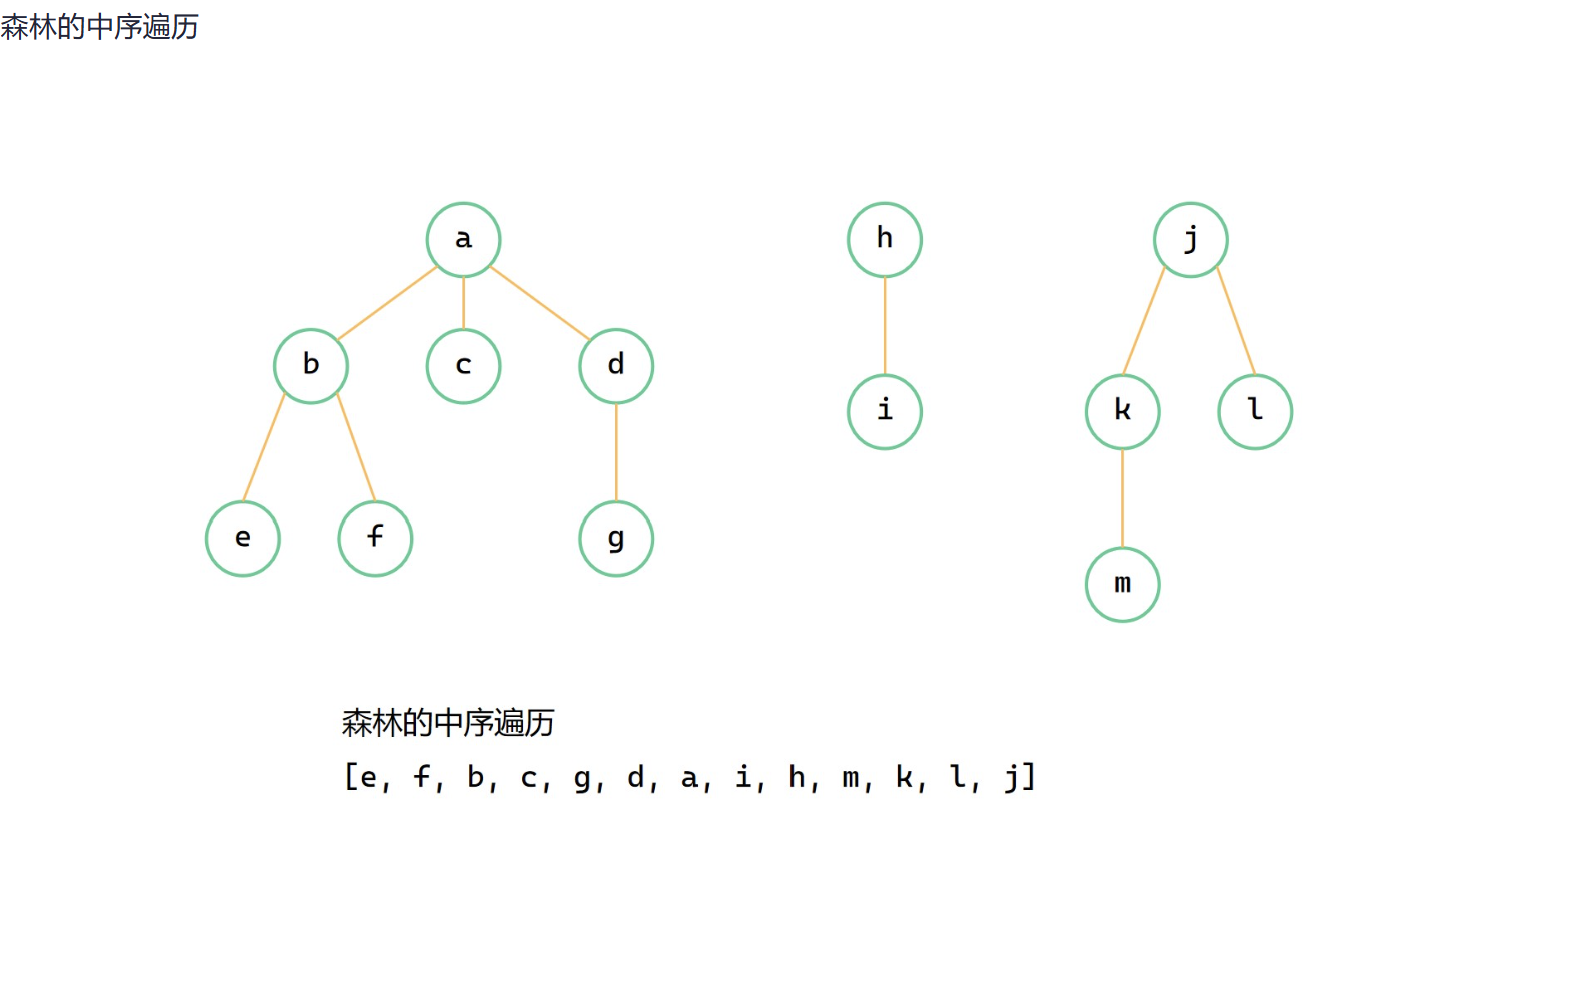 森林的中序遍历
a
h
j
b
c
d
i
k
l
e
f
g
m
森林的中序遍历
[e, f, b, c, g, d, a, i, h, m, k, l, j]